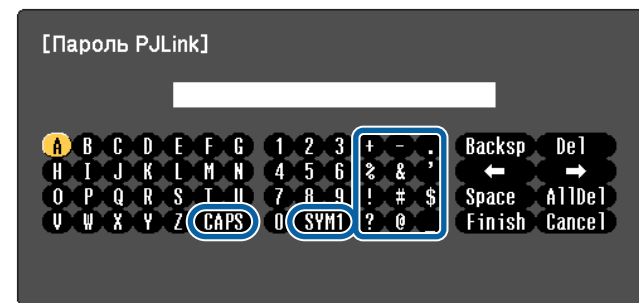 [Пароль PJLink]
A B C D E F G 1 2 3 + - . Backsp Del
H I J K L M N 4 5 6 % & ' ← →
O P Q R S T U 7 8 9 ! # $ Space AllDel
V W X Y Z CAPS 0 SYM1 ? @ _ Finish Cancel